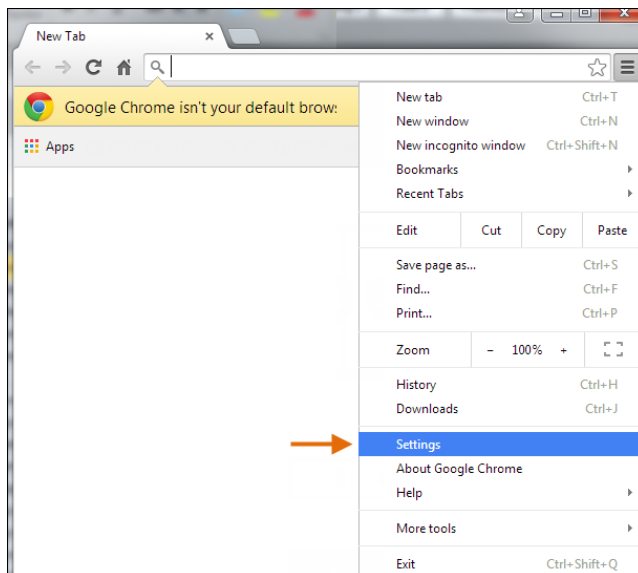 New Tab
Google Chrome isn't your default brow
Apps
New tab Ctrl+T
New window Ctrl+N
New incognito window Ctrl+Shift+N
Bookmarks
Recent Tabs
Edit Cut Copy Paste
Save page as... Ctrl+S
Find... Ctrl+F
Print... Ctrl+P
Zoom - 100% +
History Ctrl+H
Downloads Ctrl+J
Settings
About Google Chrome
Help
More tools
Exit Ctrl+Shift+Q